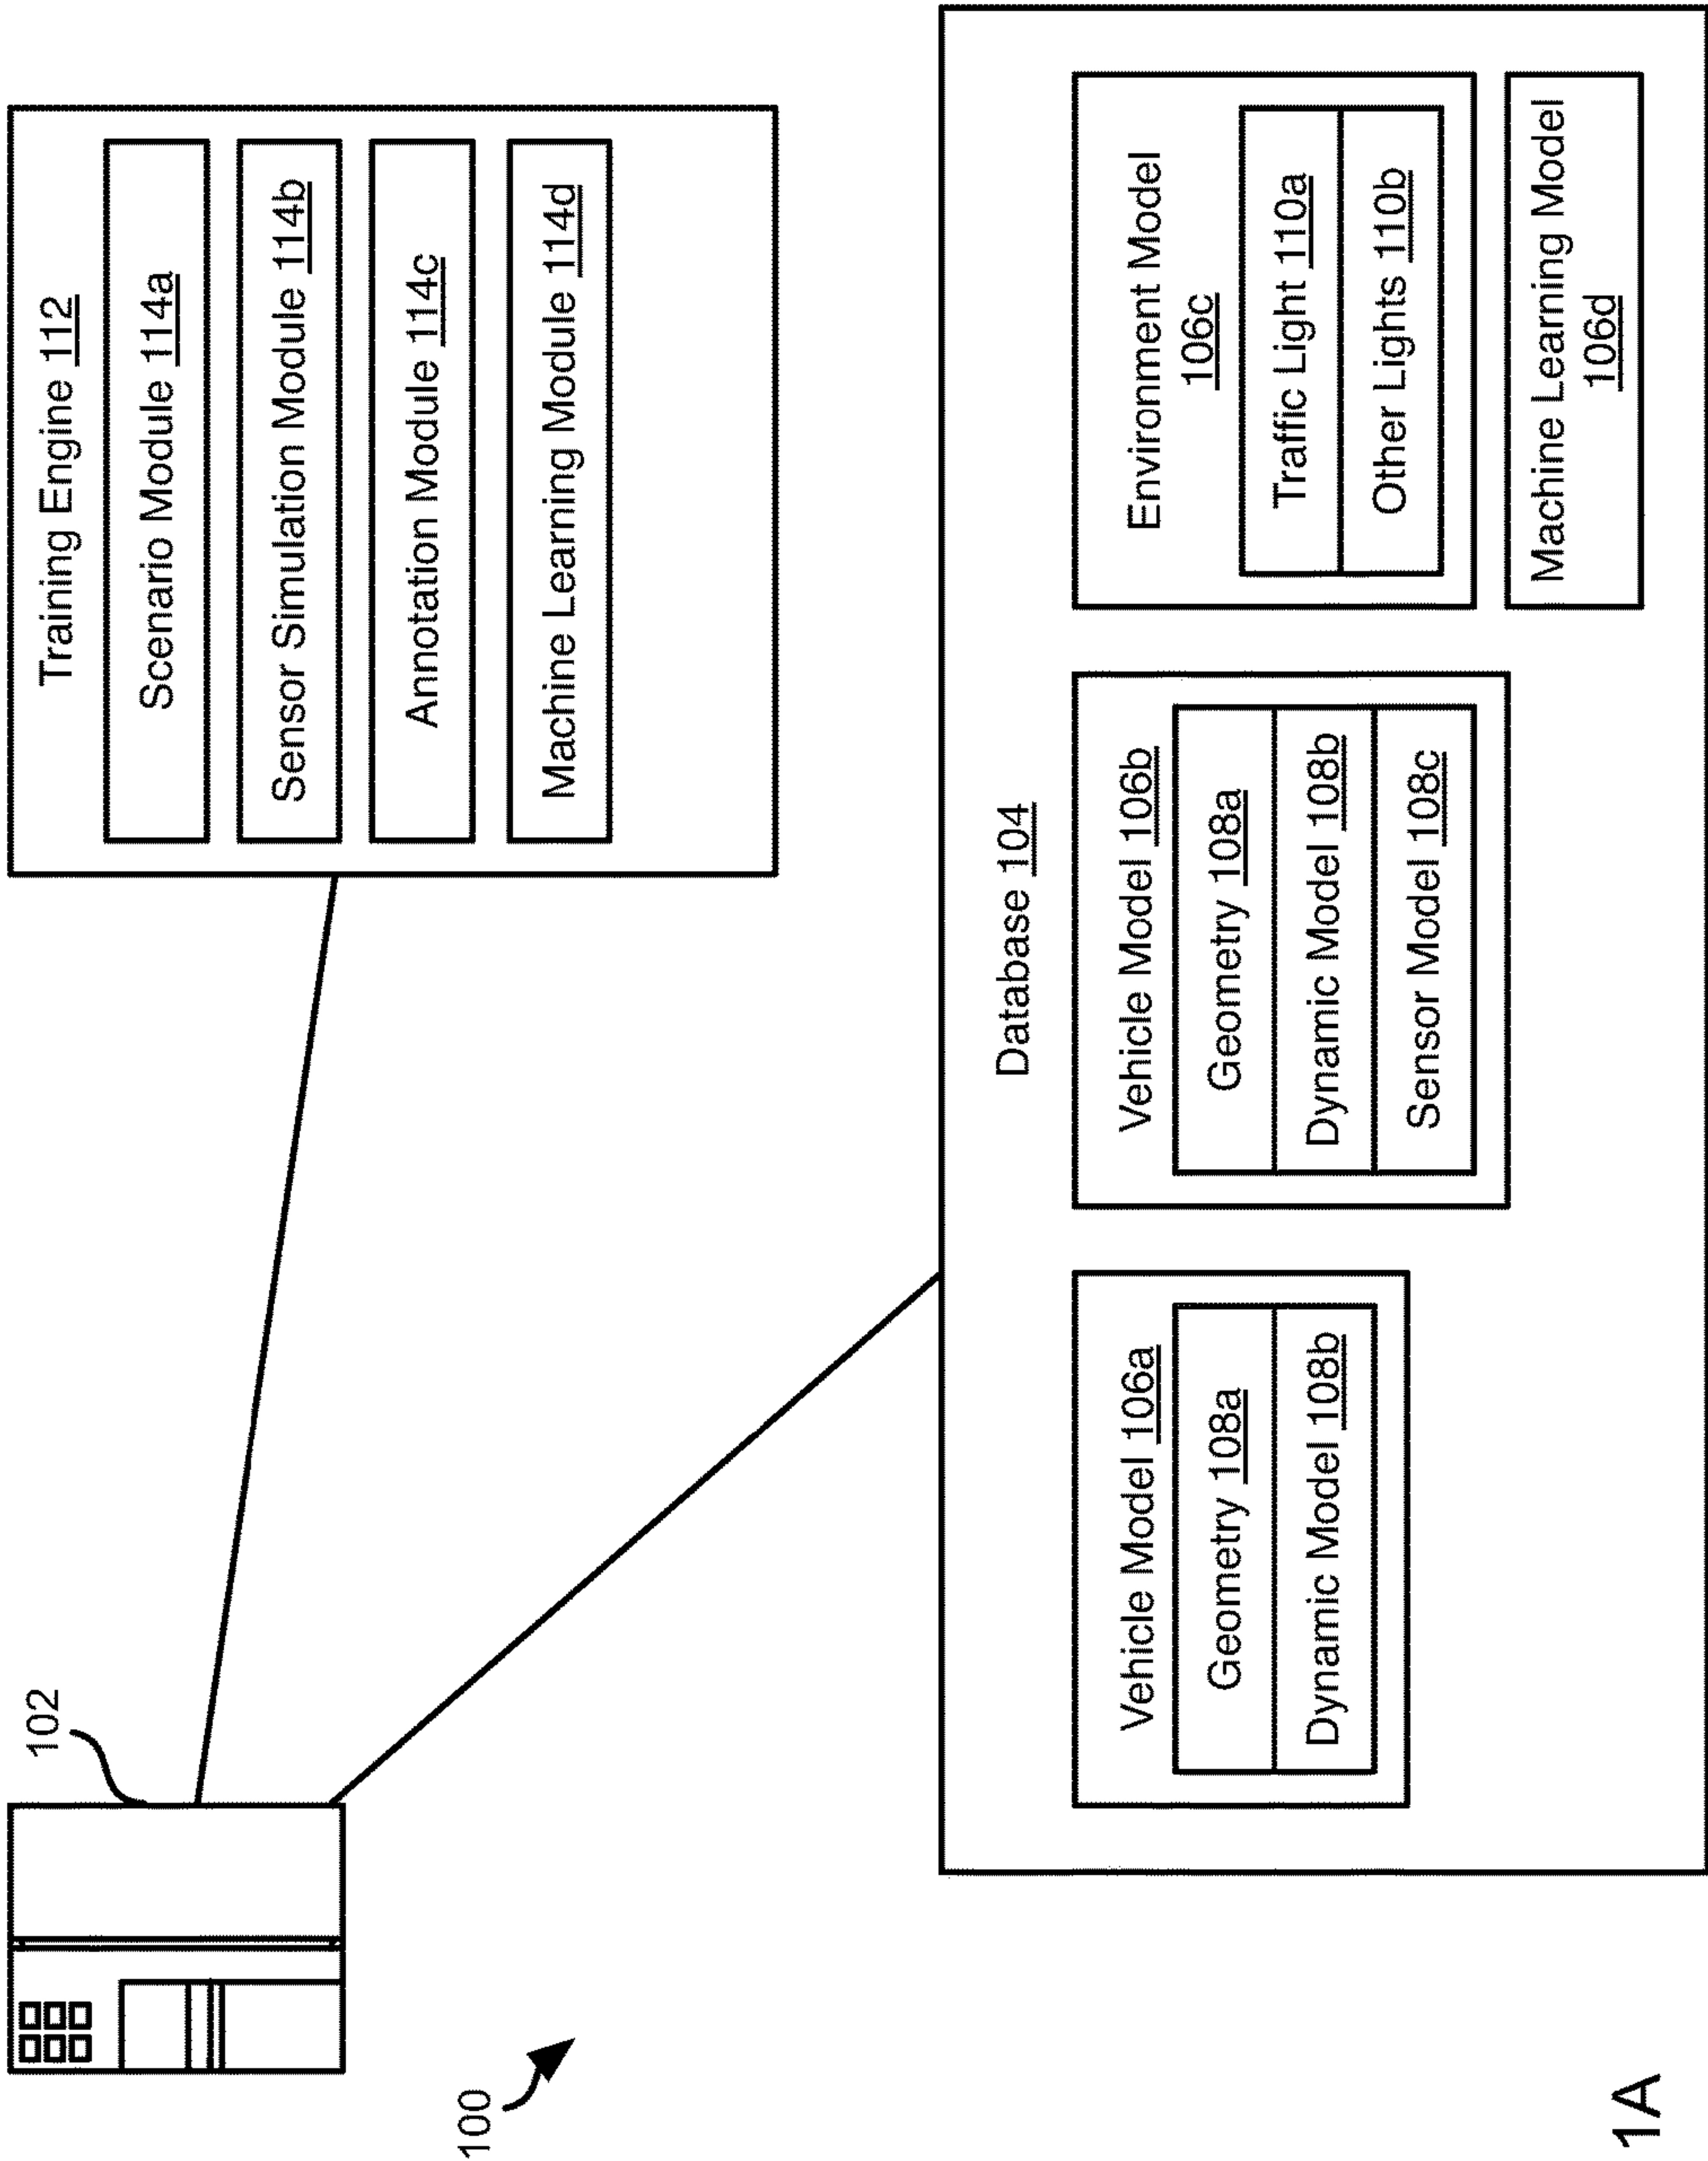 102
100
Training Engine 112
Scenario Module 114a
Sensor Simulation Module 114b
Annotation Module 114c
Machine Learning Module 114d
Database 104
Vehicle Model 106a
Geometry 108a
Dynamic Model 108b
Vehicle Model 106b
Geometry 108a
Dynamic Model 108b
Sensor Model 108c
Environment Model
106c
Traffic Light 110a
Other Lights 110b
Machine Learning Model
106d
1A